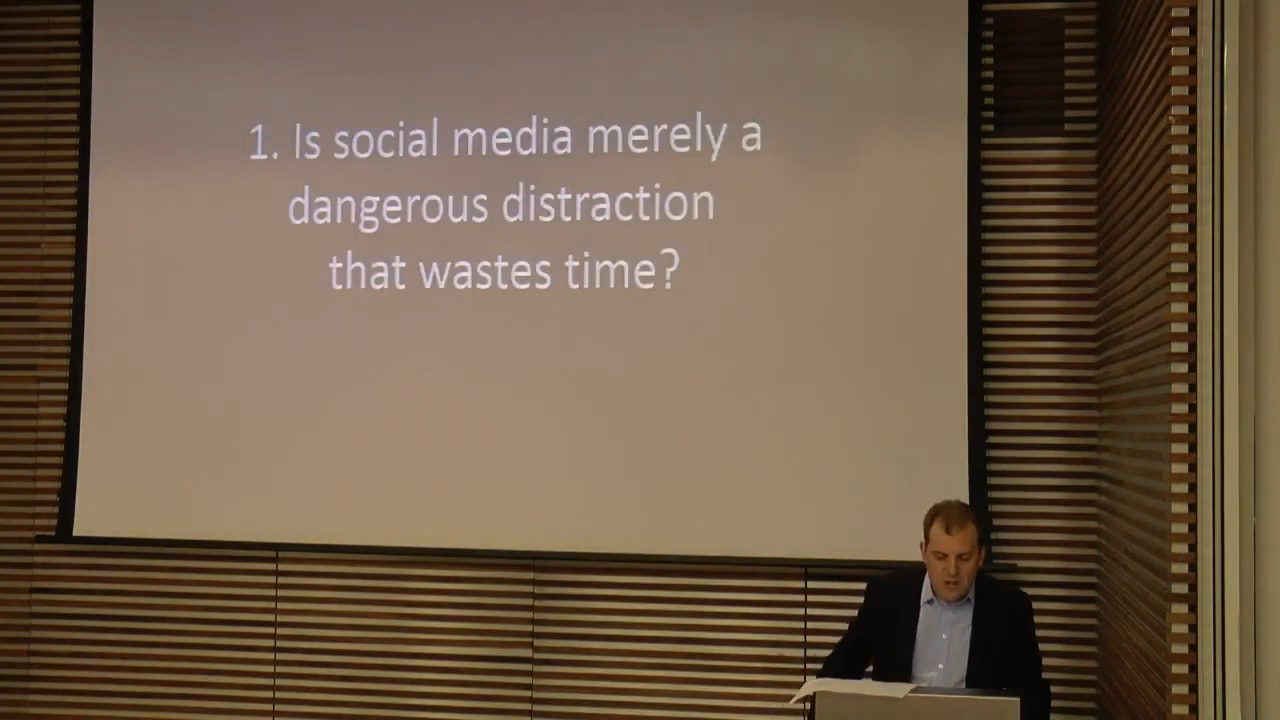 1. Is social media merely a
dangerous distraction
that wastes time?